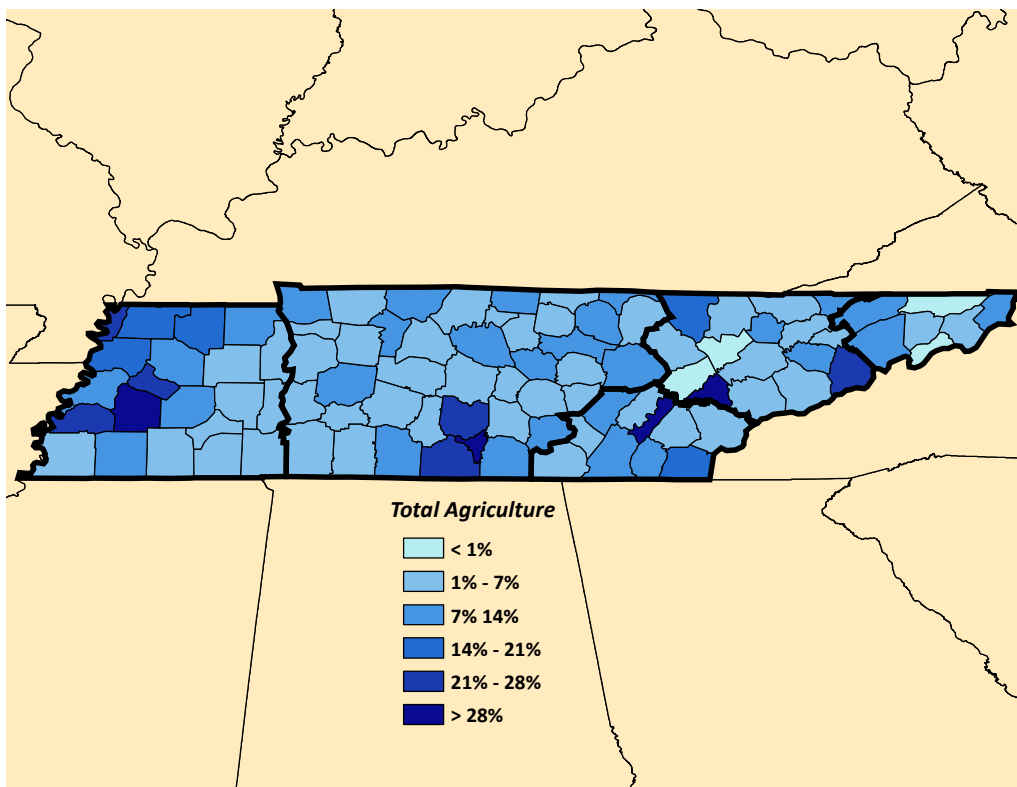 Total Agriculture
< 1%
1% - 7%
7% 14%
14% - 21%
21% - 28%
> 28%